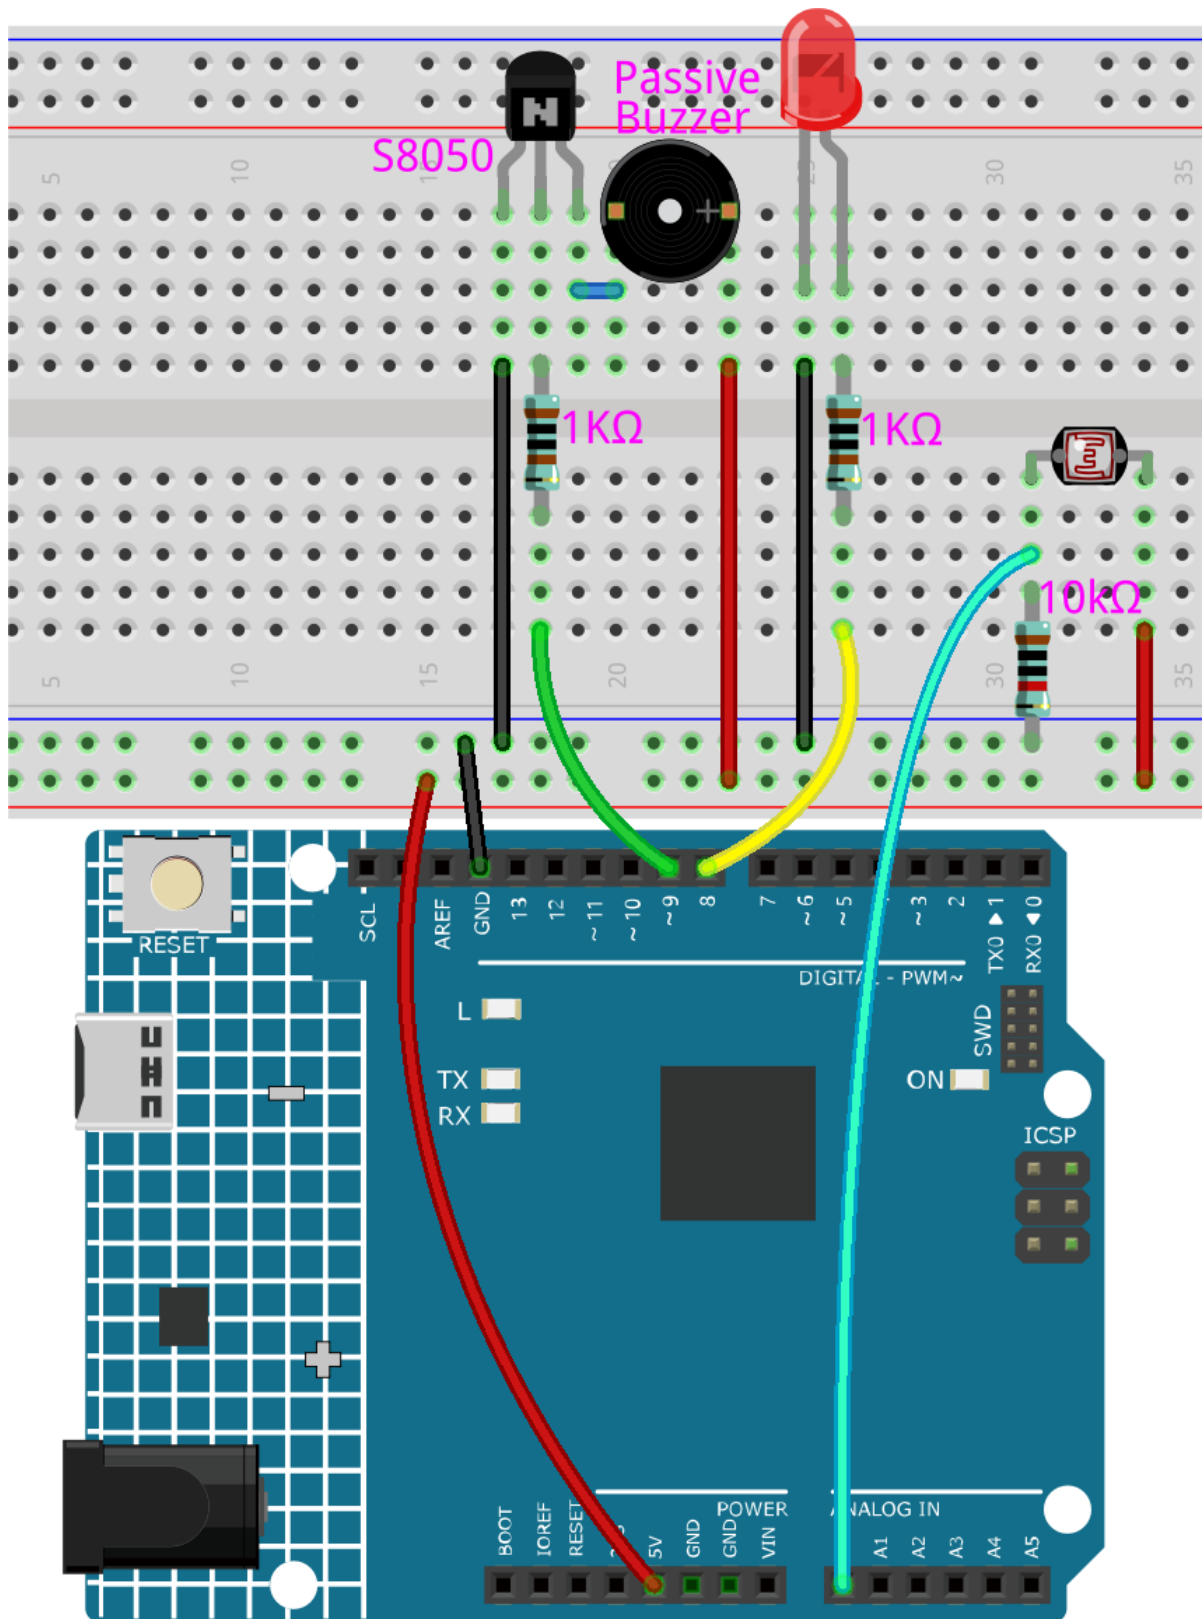 Passive
Buzzer
S8050
5
10
30
35
1KΩ
1KΩ
10kΩ
5
10
15
20
30
35
RESET
SCL
AREF
GND
13
12
~11
~10
~9
8
7
~6
~5
~3
2
TX0▶1
RX0◀0
DIGITAL - PWM~
L
TX
RX
ON
SWD
ICSP
POWER
ANALOG IN
BOOT
IOREF
RESET
5V
GND
GND
VIN
A1
A2
A3
A4
A5